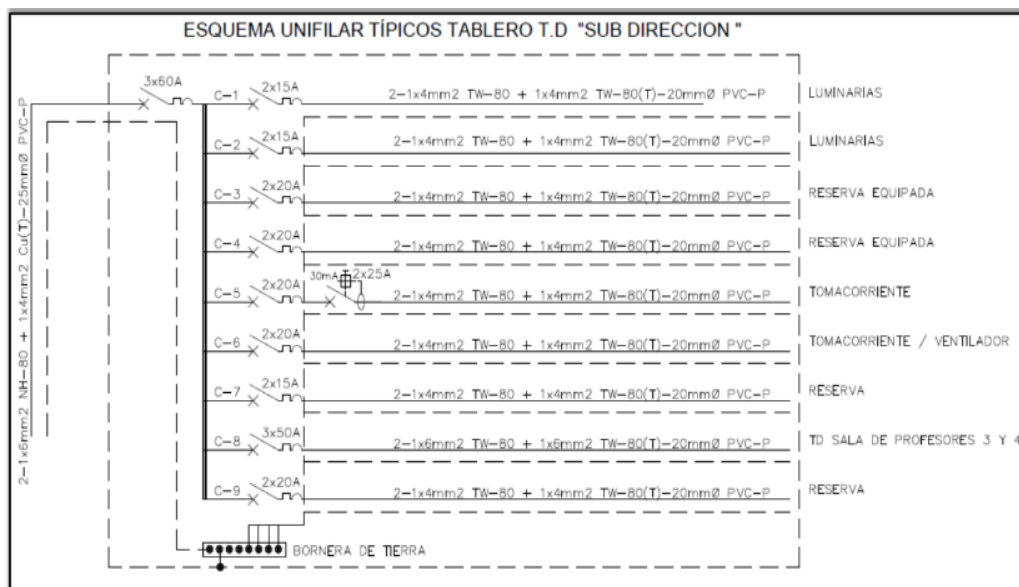 ESQUEMA UNIFILAR TÍPICOS TABLERO T.D "SUB DIRECCION "
3x60A
2-1x6mm2 NH-80 + 1x4mm2 Cu(T)-25mmØ PVC-P
C-1 2x15A 2-1x4mm2 TW-80 + 1x4mm2 TW-80(T)-20mmØ PVC-P LUMINARIAS
C-2 2x15A 2-1x4mm2 TW-80 + 1x4mm2 TW-80(T)-20mmØ PVC-P LUMINARIAS
C-3 2x20A 2-1x4mm2 TW-80 + 1x4mm2 TW-80(T)-20mmØ PVC-P RESERVA EQUIPADA
C-4 2x20A 2-1x4mm2 TW-80 + 1x4mm2 TW-80(T)-20mmØ PVC-P RESERVA EQUIPADA
C-5 2x20A 30mA 2x25A 2-1x4mm2 TW-80 + 1x4mm2 TW-80(T)-20mmØ PVC-P TOMACORRIENTE
C-6 2x20A 2-1x4mm2 TW-80 + 1x4mm2 TW-80(T)-20mmØ PVC-P TOMACORRIENTE / VENTILADOR
C-7 2x15A 2-1x4mm2 TW-80 + 1x4mm2 TW-80(T)-20mmØ PVC-P RESERVA
C-8 3x50A 2-1x6mm2 TW-80 + 1x6mm2 TW-80(T)-20mmØ PVC-P TD SALA DE PROFESORES 3 Y 4
C-9 2x20A 2-1x4mm2 TW-80 + 1x4mm2 TW-80(T)-20mmØ PVC-P RESERVA
BORNERA DE TIERRA